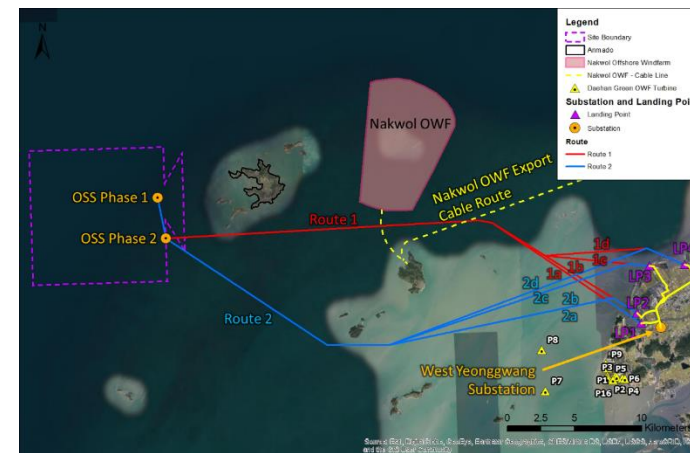 N
Legend
Site Boundary
Anmado
Nakwol Offshore Windfarm
Nakwol OWF - Cable Line
Daehan Green OWF Turbine
Substation and Landing Poi
Landing Point
Substation
Route
Route 1
Route 2
Nakwol OWF
Nakwol OWF Export
Cable Route
OSS Phase 1
OSS Phase 2
Route 1
1d
1c
1b
1a
2d
2c
2b
2a
LP3
LP2
LP1
Route 2
West Yeonggwang
Substation
P8
P7
P9
P3
P5
P1
P6
P2
P4
P16
0
2.5
5
10
Kilometers